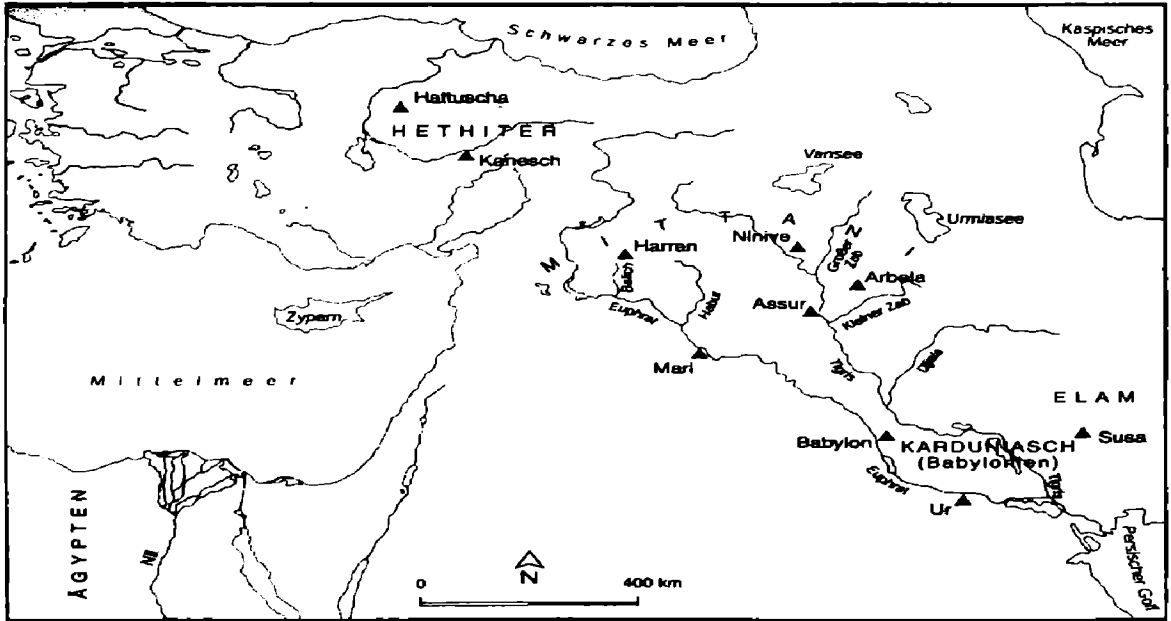 Schwarzes Meer
Kaspisches
Meer
Hattuscha
HETHITER
Kanesch
Vansee
Urmiasee
M I T T A N I
Ninive
Großer
Zab
Harran
Balich
Arbela
Habur
Assur
Kleiner Zab
Euphrat
Zypern
Mari
Tigris
Mittelmeer
ELAM
Babylon
KARDUNIASCH
(Babylonien)
Susa
Euphrat
Tigris
Ur
ÄGYPTEN
Nil
Persischer Golf
N
0
400 km